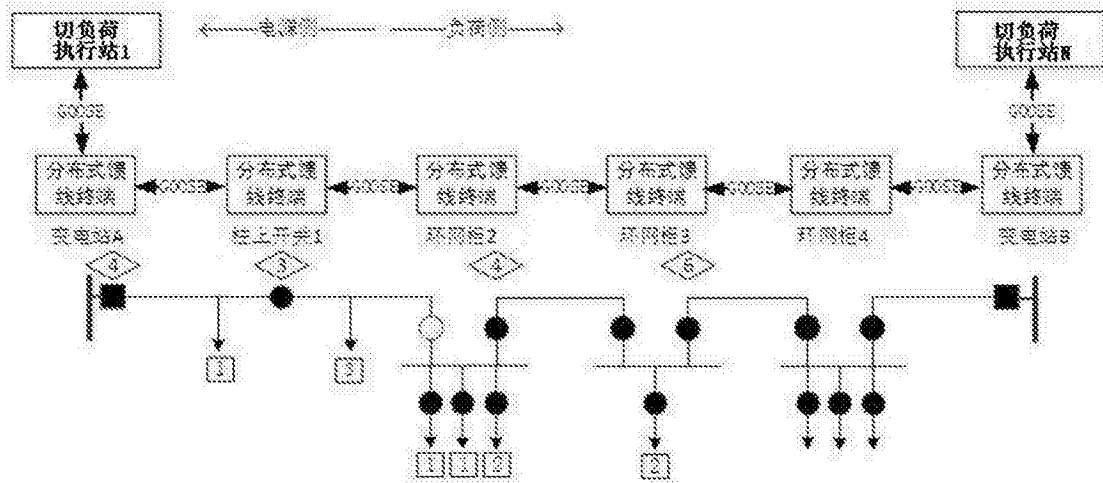 切负荷
执行站1
电源侧
负荷侧
切负荷
执行站N
GOOSE
GOOSE
分布式馈
线终端
GOOSE
分布式馈
线终端
GOOSE
分布式馈
线终端
GOOSE
分布式馈
线终端
GOOSE
分布式馈
线终端
GOOSE
分布式馈
线终端
变电站A
柱上开关1
环网柜2
环网柜3
环网柜4
变电站B
4
3
4
1
1
1
2
2